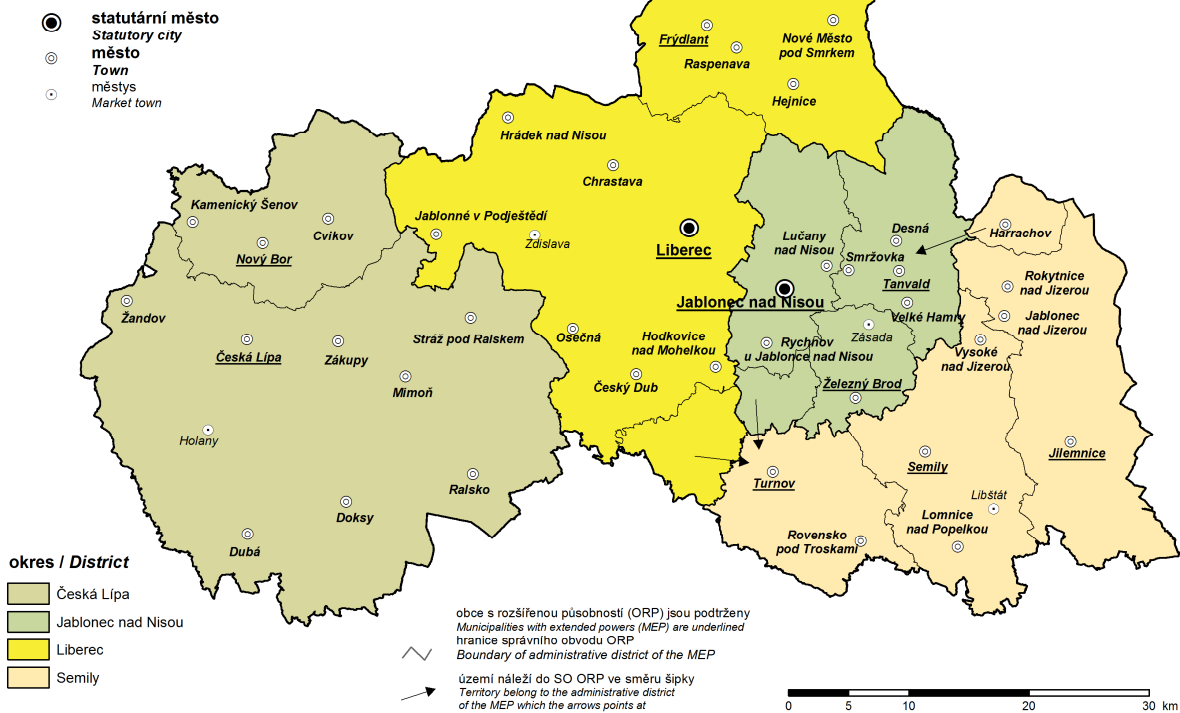 statutární město
Statutory city
město
Town
městys
Market town
Frýdlant
Raspenava
Nové Město
pod Smrkem
Hejnice
Hrádek nad Nisou
Chrastava
Kamenický Šenov
Cvikov
Nový Bor
Jablonné v Podještědí
Zdislava
Liberec
Lučany
nad Nisou
Desná
Smržovka
Tanvald
Harrachov
Rokytnice
nad Jizerou
Jablonec nad Nisou
Velké Hamry
Jablonec
nad Jizerou
Žandov
Česká Lípa
Zákupy
Stráž pod Ralskem
Mimoň
Osečná
Hodkovice
nad Mohelkou
Český Dub
Rychnov
u Jablonce nad Nisou
Zásada
Vysoké
nad Jizerou
Železný Brod
Holany
Ralsko
Doksy
Dubá
Turnov
Semily
Jilemnice
Libštát
Lomnice
nad Popelkou
Rovensko
pod Troskami
okres / District
Česká Lípa
Jablonec nad Nisou
Liberec
Semily
obce s rozšířenou působností (ORP) jsou podtrženy
Municipalities with extended powers (MEP) are underlined
hranice správního obvodu ORP
Boundary of administrative district of the MEP
území náleží do SO ORP ve směru šipky
Territory belong to the administrative district
of the MEP which the arrows points at
0 5 10 20 30 km